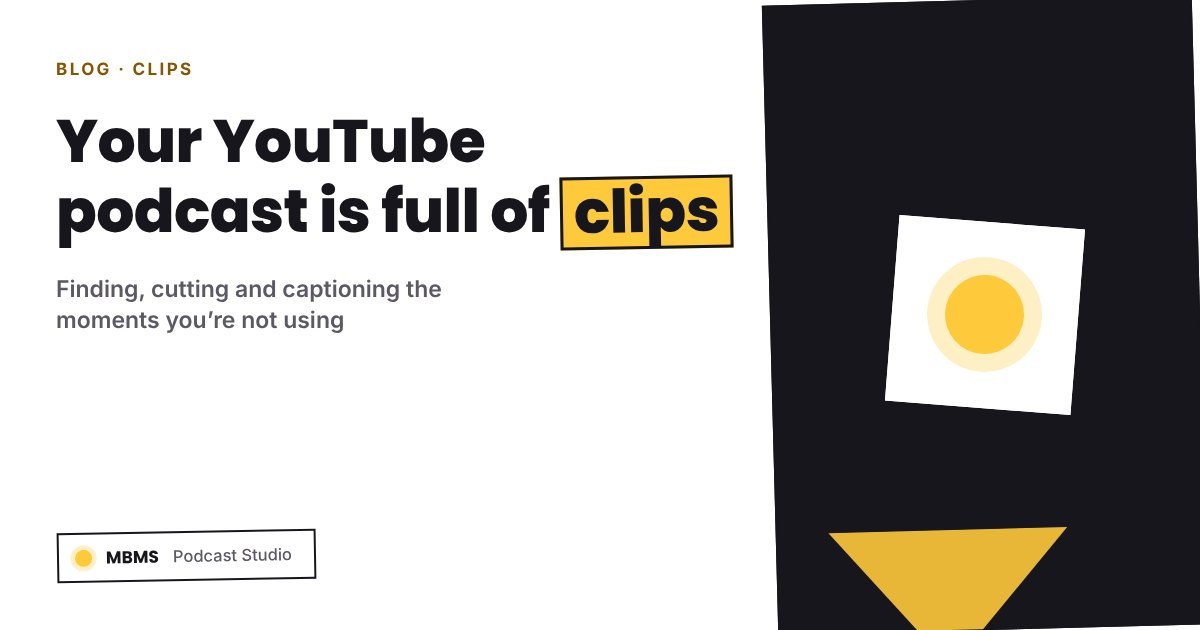 BLOG · CLIPS
Your YouTube
podcast is full of clips
Finding, cutting and captioning the
moments you’re not using
MBMS Podcast Studio